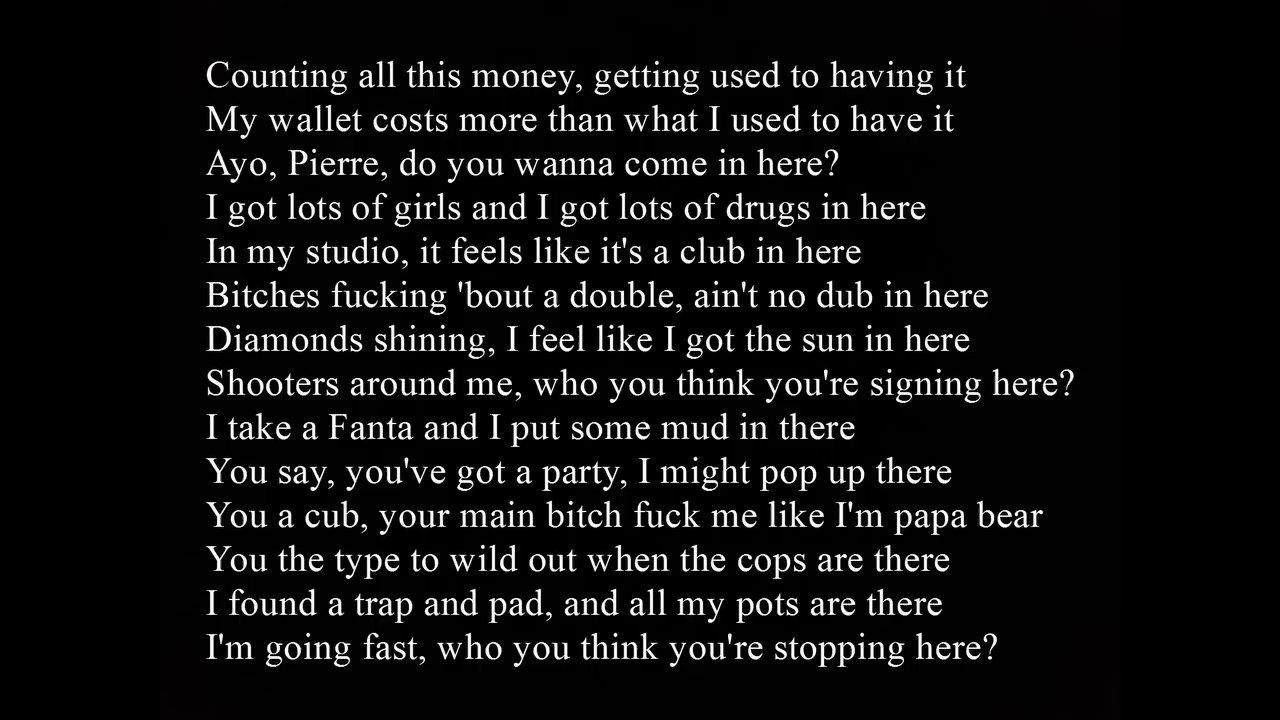 Counting all this money, getting used to having it
My wallet costs more than what I used to have it
Ayo, Pierre, do you wanna come in here?
I got lots of girls and I got lots of drugs in here
In my studio, it feels like it's a club in here
Bitches fucking 'bout a double, ain't no dub in here
Diamonds shining, I feel like I got the sun in here
Shooters around me, who you think you're signing here?
I take a Fanta and I put some mud in there
You say, you've got a party, I might pop up there
You a cub, your main bitch fuck me like I'm papa bear
You the type to wild out when the cops are there
I found a trap and pad, and all my pots are there
I'm going fast, who you think you're stopping here?